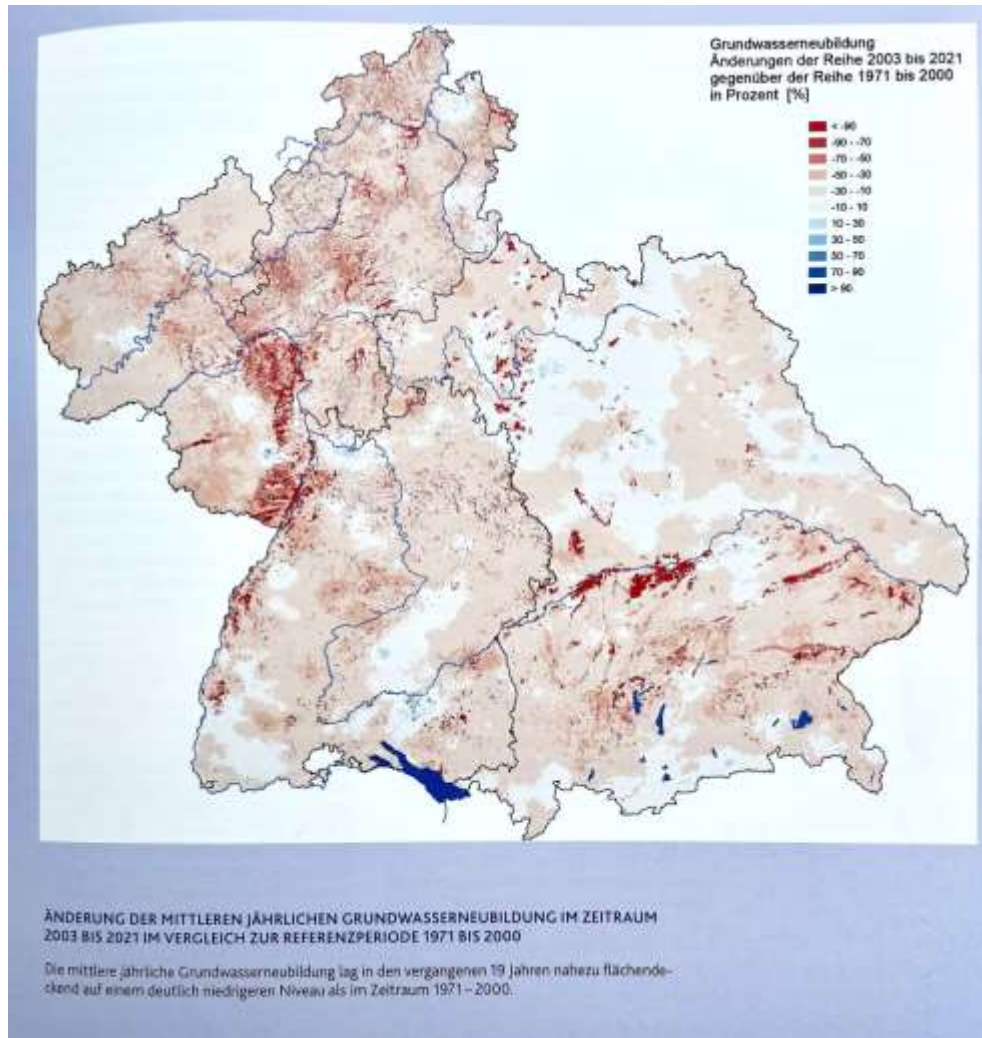 Grundwasserneubildung
Änderungen der Reihe 2003 bis 2021
gegenüber der Reihe 1971 bis 2000
in Prozent [%]
< -90
-90 - -70
-70 - -50
-50 - -30
-30 - -10
-10 - 10
10 - 30
30 - 50
50 - 70
70 - 90
> 90
ÄNDERUNG DER MITTLEREN JÄHRLICHEN GRUNDWASSERNEUBILDUNG IM ZEITRAUM
2003 BIS 2021 IM VERGLEICH ZUR REFERENZPERIODE 1971 BIS 2000
Die mittlere jährliche Grundwasserneubildung lag in den vergangenen 19 Jahren nahezu flächende-
ckend auf einem deutlich niedrigeren Niveau als im Zeitraum 1971–2000.